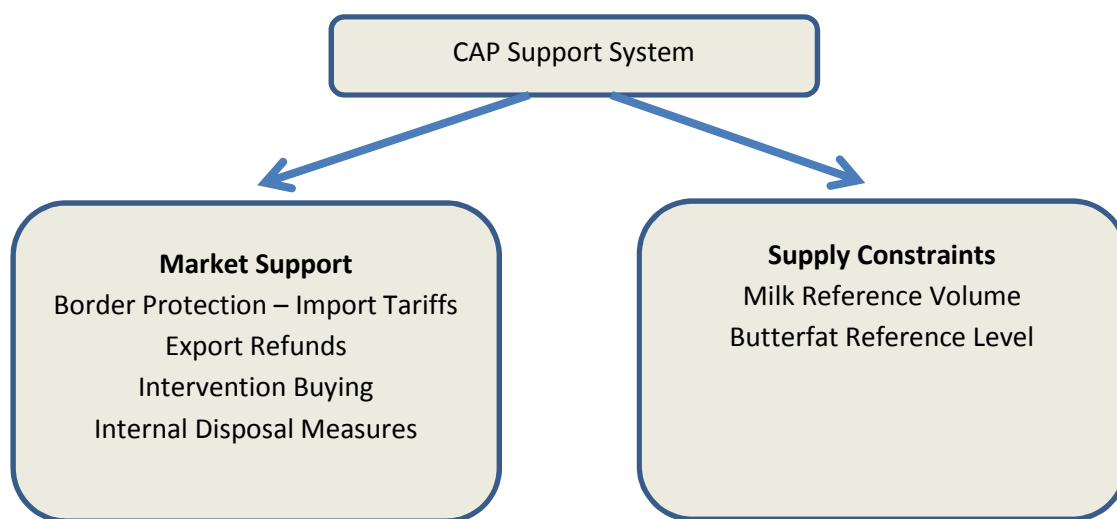 CAP Support System
Market Support
Border Protection – Import Tariffs
Export Refunds
Intervention Buying
Internal Disposal Measures
Supply Constraints
Milk Reference Volume
Butterfat Reference Level